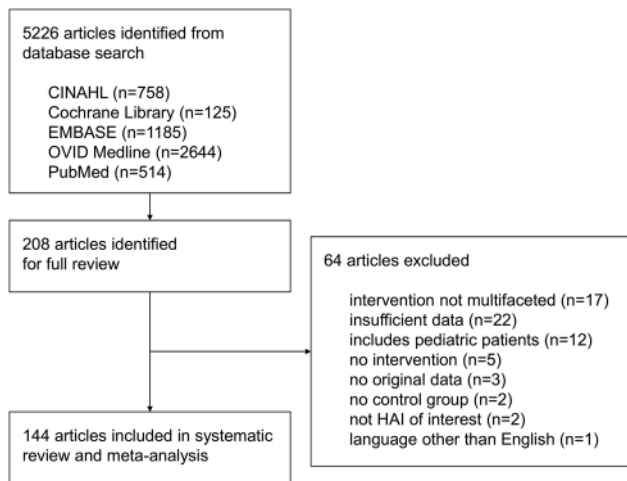 5226 articles identified from
database search
CINAHL (n=758)
Cochrane Library (n=125)
EMBASE (n=1185)
OVID Medline (n=2644)
PubMed (n=514)
208 articles identified
for full review
64 articles excluded
intervention not multifaceted (n=17)
insufficient data (n=22)
includes pediatric patients (n=12)
no intervention (n=5)
no original data (n=3)
no control group (n=2)
not HAI of interest (n=2)
language other than English (n=1)
144 articles included in systematic
review and meta-analysis